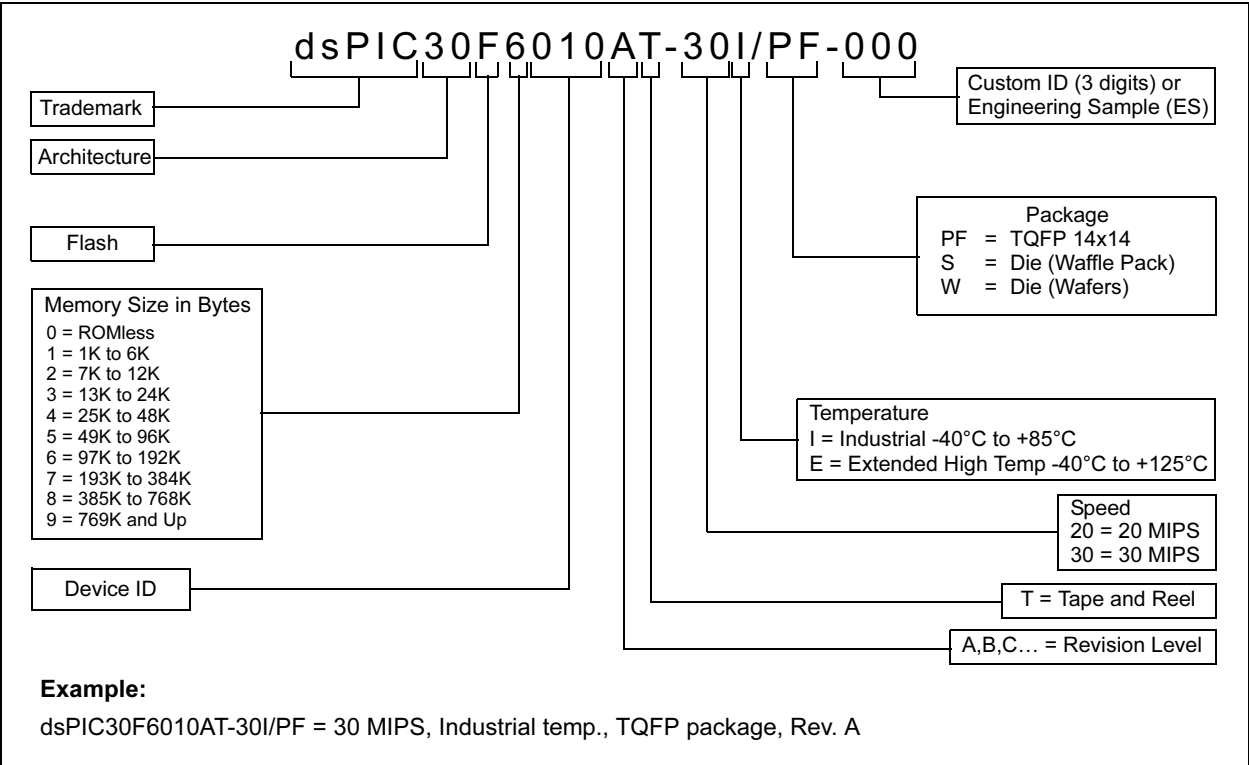 dsPIC30F6010AT-30I/PF-000
Trademark
Architecture
Flash
Memory Size in Bytes
0 = ROMless
1 = 1K to 6K
2 = 7K to 12K
3 = 13K to 24K
4 = 25K to 48K
5 = 49K to 96K
6 = 97K to 192K
7 = 193K to 384K
8 = 385K to 768K
9 = 769K and Up
Device ID
Custom ID (3 digits) or
Engineering Sample (ES)
Package
PF = TQFP 14x14
S = Die (Waffle Pack)
W = Die (Wafers)
Temperature
I = Industrial -40°C to +85°C
E = Extended High Temp -40°C to +125°C
Speed
20 = 20 MIPS
30 = 30 MIPS
T = Tape and Reel
A,B,C… = Revision Level
Example:
dsPIC30F6010AT-30I/PF = 30 MIPS, Industrial temp., TQFP package, Rev. A